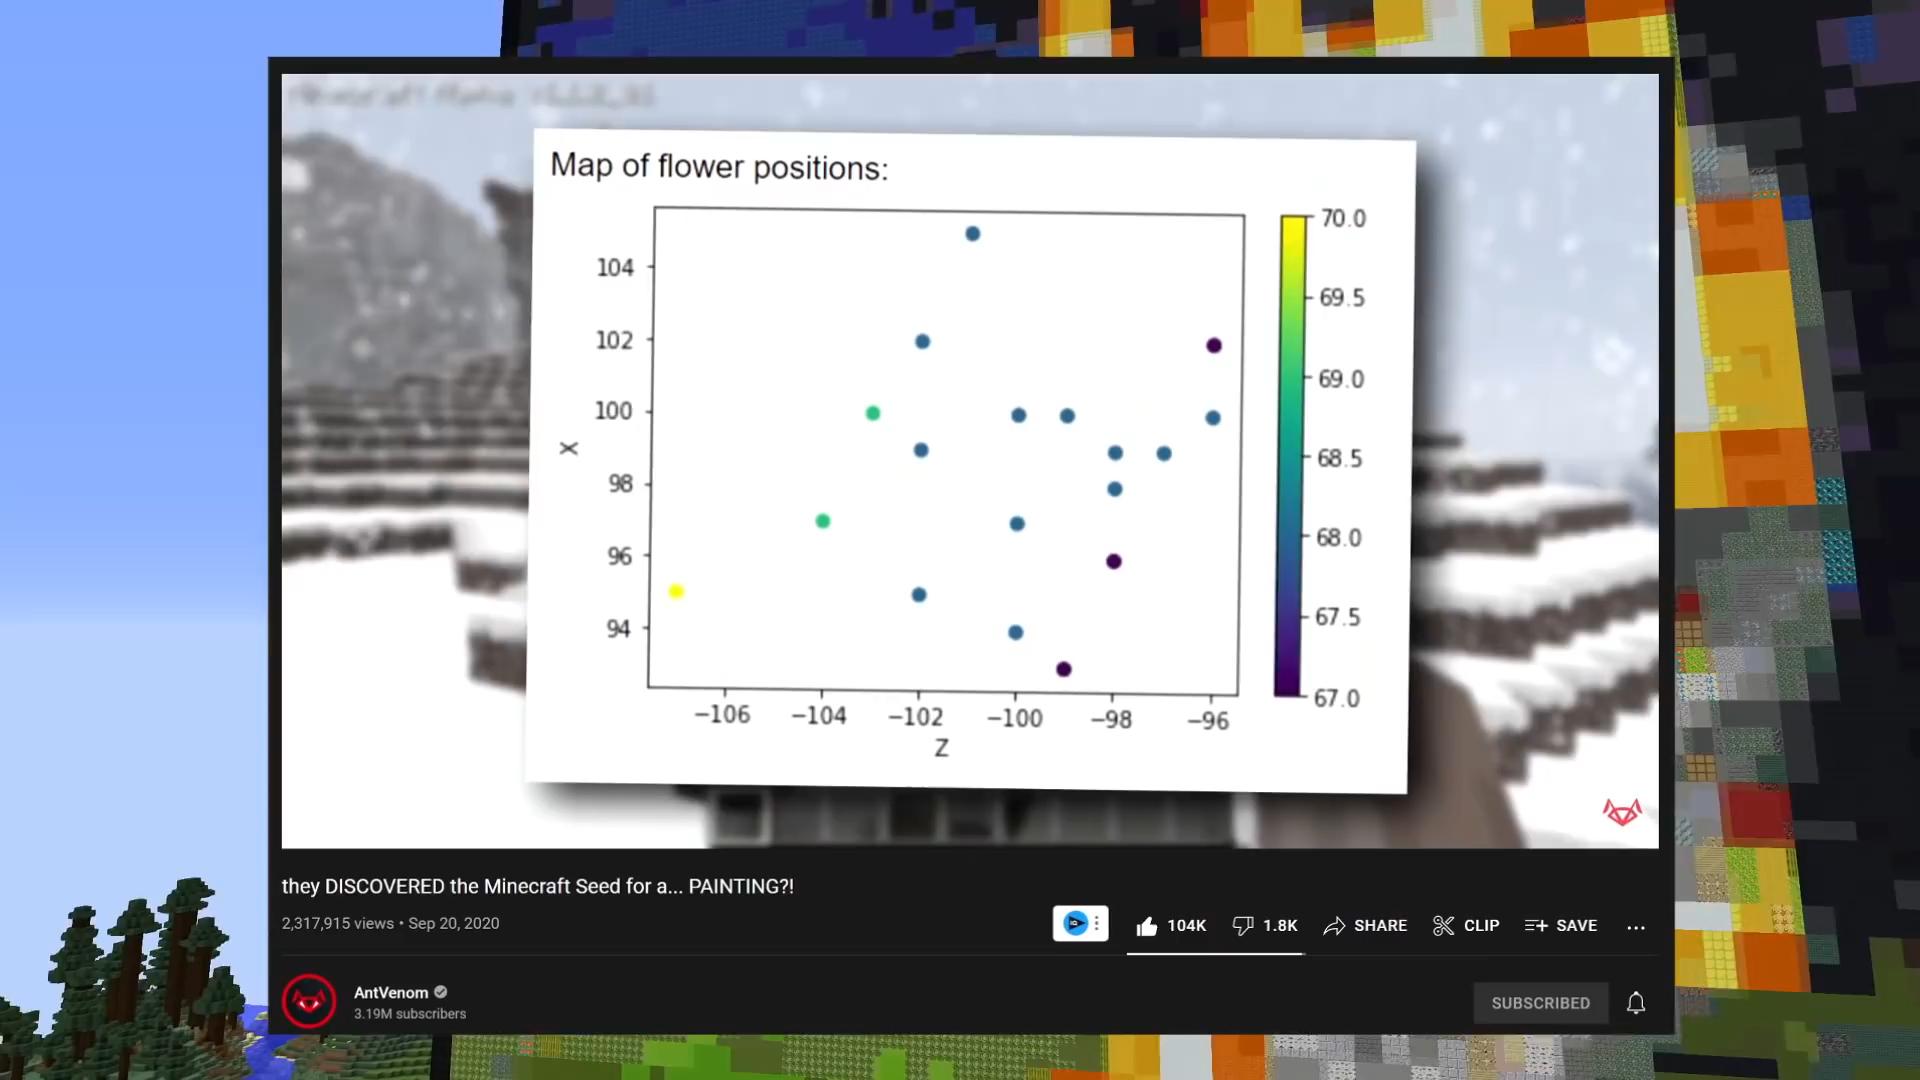 Map of flower positions:
70.0
104
69.5
102
69.0
100
X
68.5
98
68.0
96
67.5
94
67.0
−106 −104 −102 −100 −98 −96
Z
they DISCOVERED the Minecraft Seed for a... PAINTING?!
2,317,915 views • Sep 20, 2020
104K 1.8K SHARE CLIP SAVE
AntVenom
3.19M subscribers
SUBSCRIBED